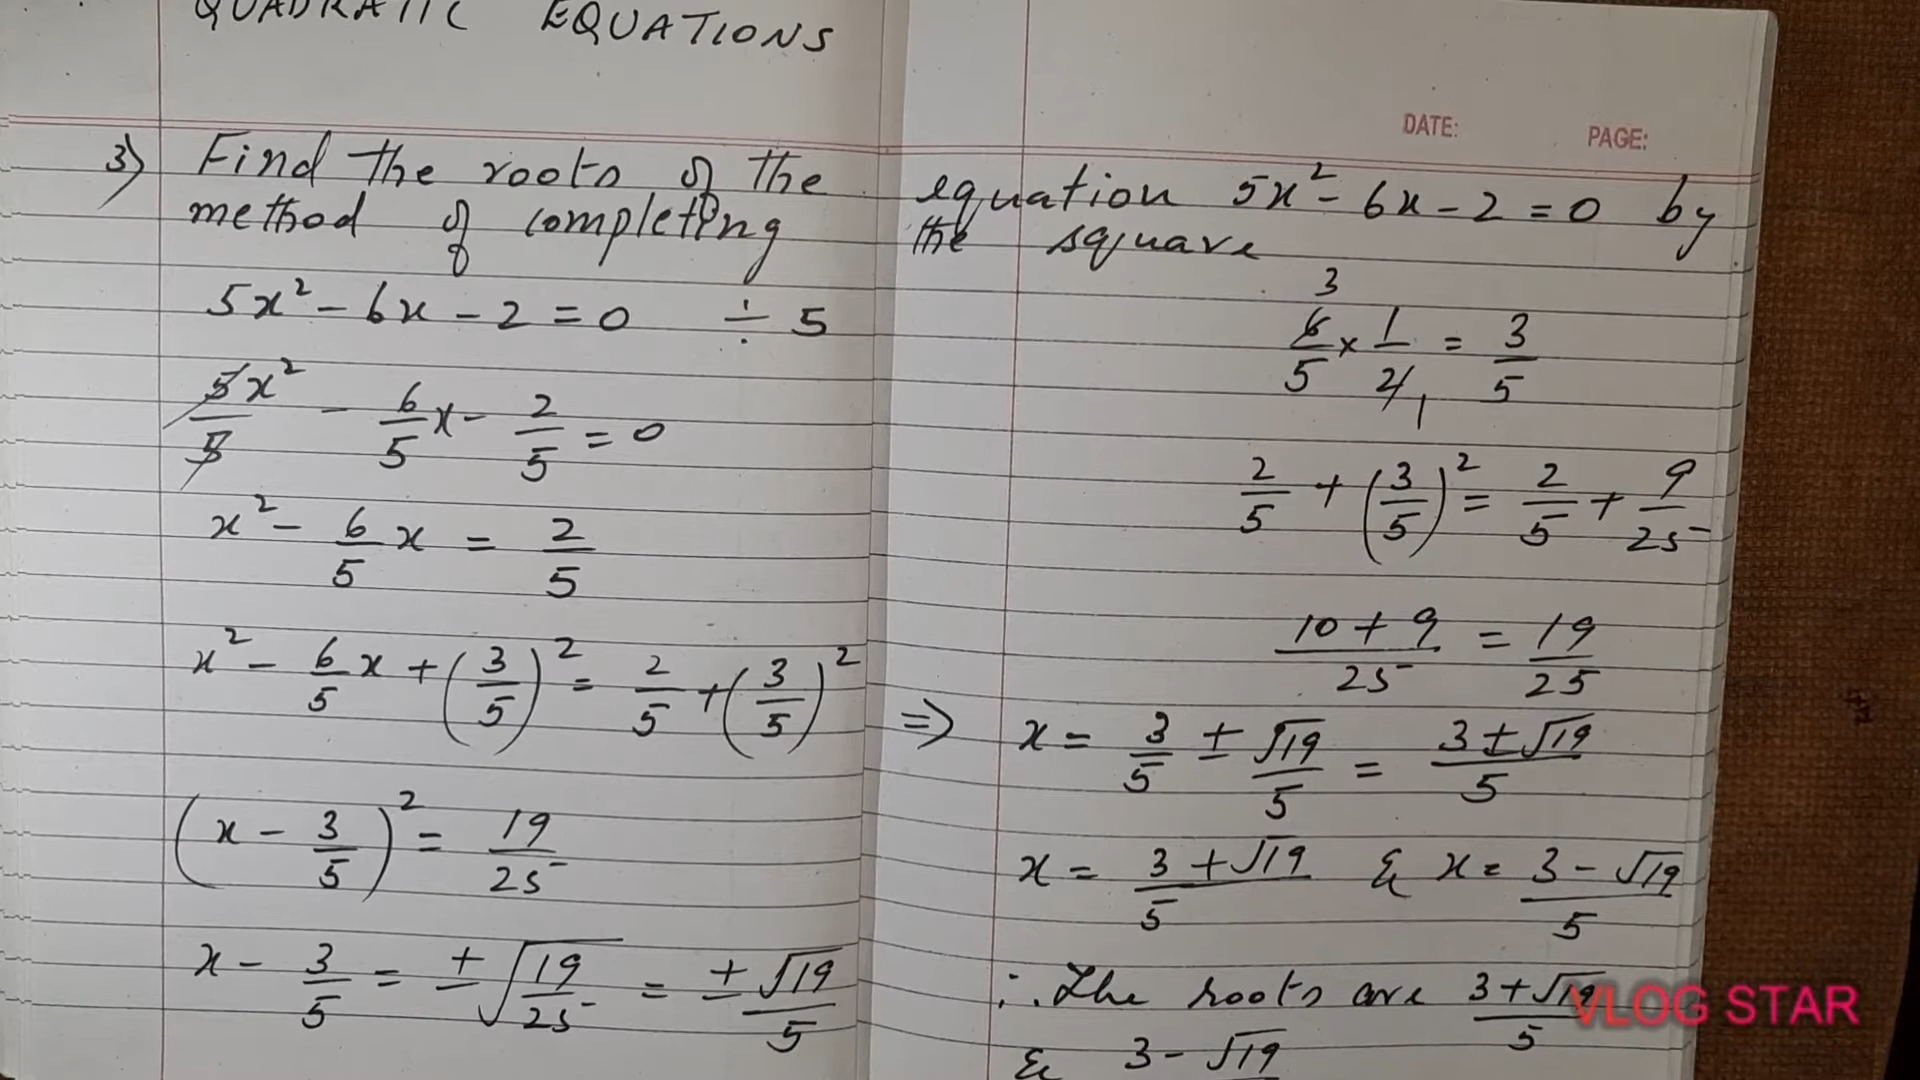 QUADRATIC EQUATIONS
DATE: PAGE:
3) Find the roots of the equation 5x² - 6x - 2 = 0 by
method of completing the square
5x² - 6x - 2 = 0 ÷ 5
5x²/5 - 6/5 x - 2/5 = 0
x² - 6/5 x = 2/5
x² - 6/5 x + (3/5)² = 2/5 + (3/5)²
(x - 3/5)² = 19/25
x - 3/5 = ± √(19/25) = ± √19/5
3
6/5 × 1/2 = 3/5
1
2/5 + (3/5)² = 2/5 + 9/25
10 + 9/25 = 19/25
=> x = 3/5 ± √19/5 = 3 ± √19/5
x = 3 + √19/5 & x = 3 - √19/5
∴ The roots are 3 + √19/5
& 3 - √19
VLOG STAR